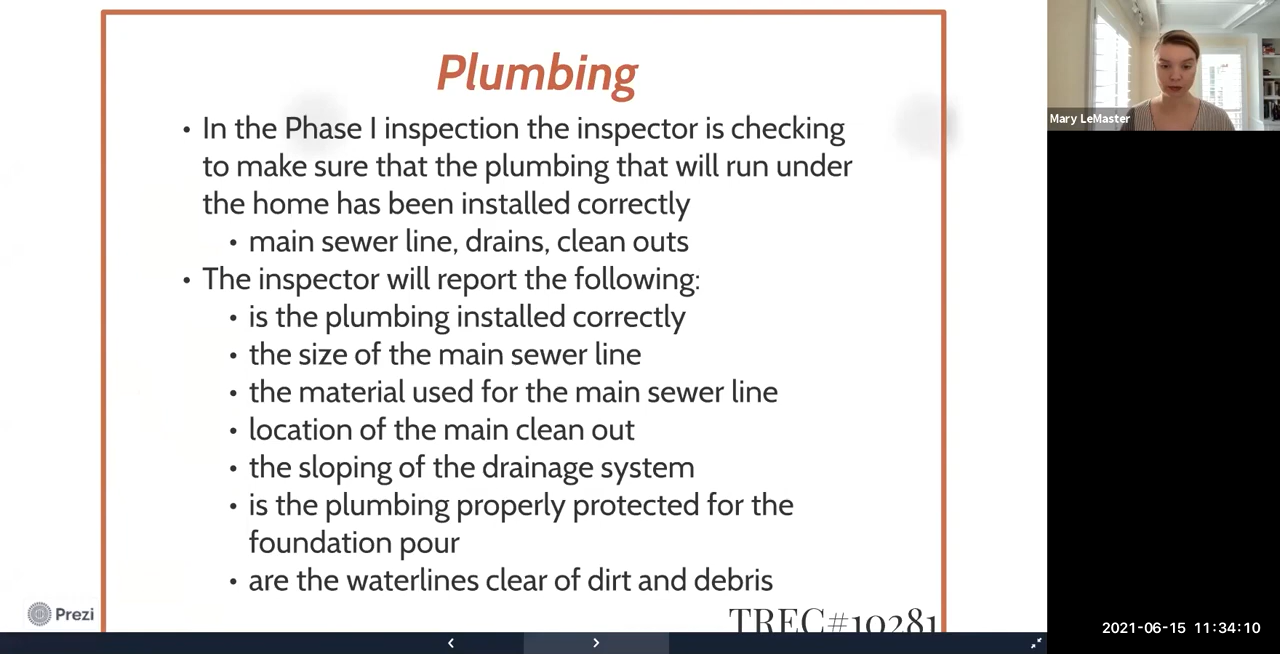 Plumbing
• In the Phase I inspection the inspector is checking
to make sure that the plumbing that will run under
the home has been installed correctly
• main sewer line, drains, clean outs
• The inspector will report the following:
• is the plumbing installed correctly
• the size of the main sewer line
• the material used for the main sewer line
• location of the main clean out
• the sloping of the drainage system
• is the plumbing properly protected for the
foundation pour
• are the waterlines clear of dirt and debris
TREC#10281
Prezi
Mary LeMaster
2021-06-15 11:34:10